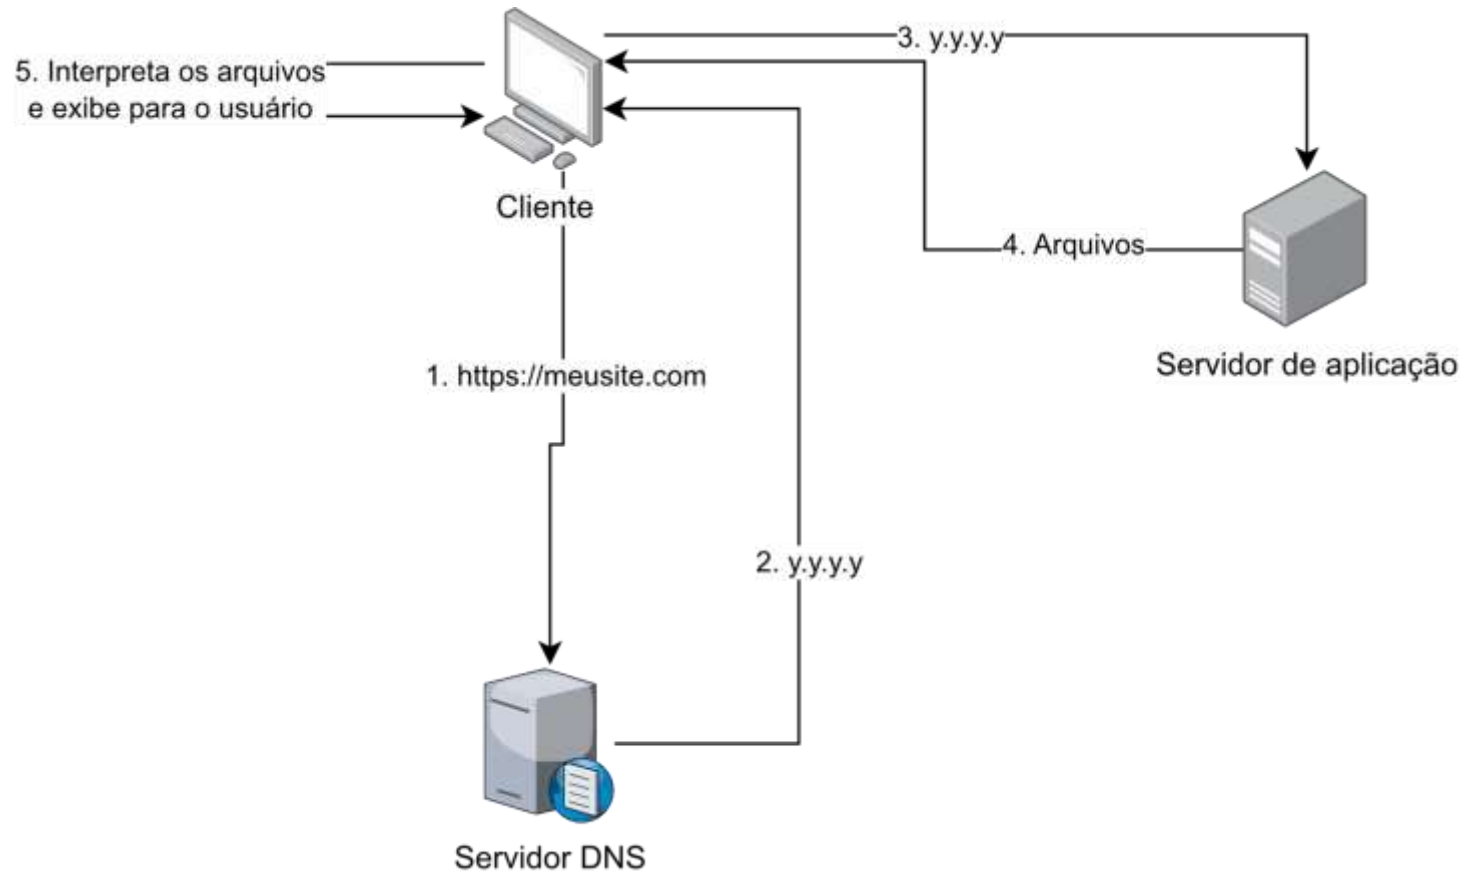 3. y.y.y.y
5. Interpreta os arquivos
e exibe para o usuário
Cliente
4. Arquivos
Servidor de aplicação
1. https://meusite.com
2. y.y.y.y
Servidor DNS